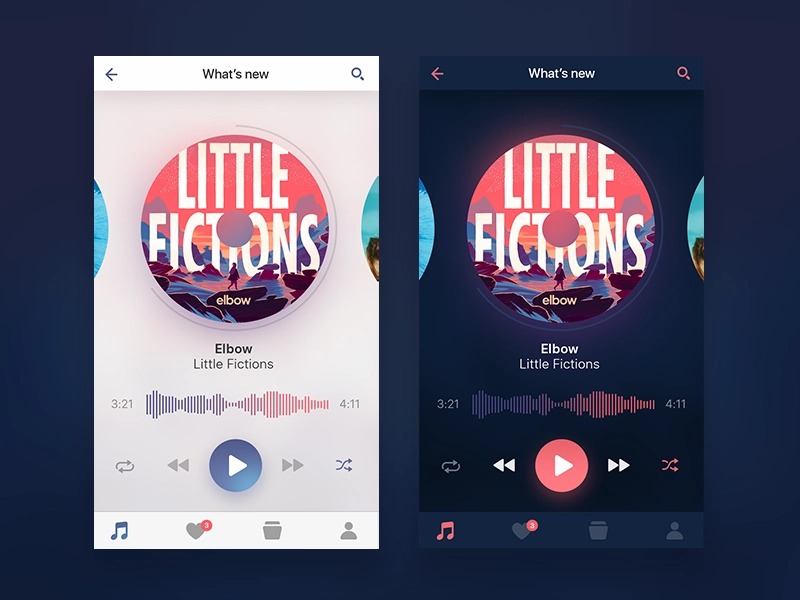 What's new
LITTLE
FICTIONS
elbow
Elbow
Little Fictions
3:21
4:11
3
What's new
LITTLE
FICTIONS
elbow
Elbow
Little Fictions
3:21
4:11
3